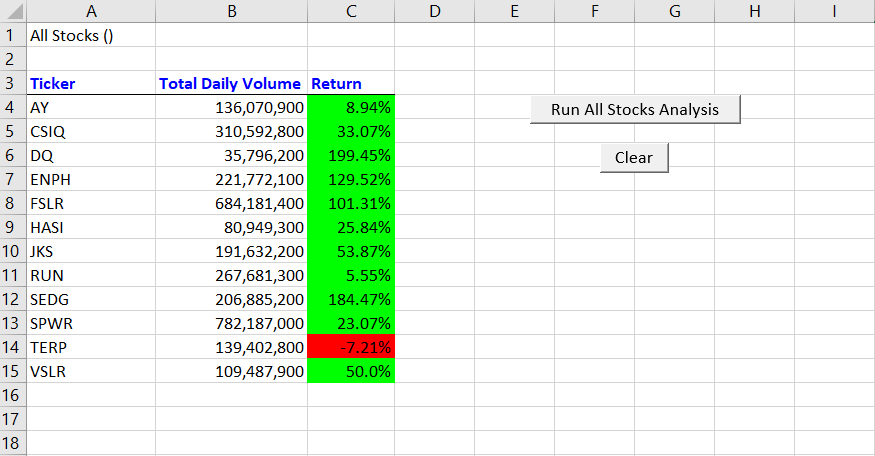 A B C D E F G H I
1 All Stocks ()
2
3 Ticker Total Daily Volume Return
4 AY 136,070,900 8.94% Run All Stocks Analysis
5 CSIQ 310,592,800 33.07%
6 DQ 35,796,200 199.45% Clear
7 ENPH 221,772,100 129.52%
8 FSLR 684,181,400 101.31%
9 HASI 80,949,300 25.84%
10 JKS 191,632,200 53.87%
11 RUN 267,681,300 5.55%
12 SEDG 206,885,200 184.47%
13 SPWR 782,187,000 23.07%
14 TERP 139,402,800 -7.21%
15 VSLR 109,487,900 50.0%
16
17
18